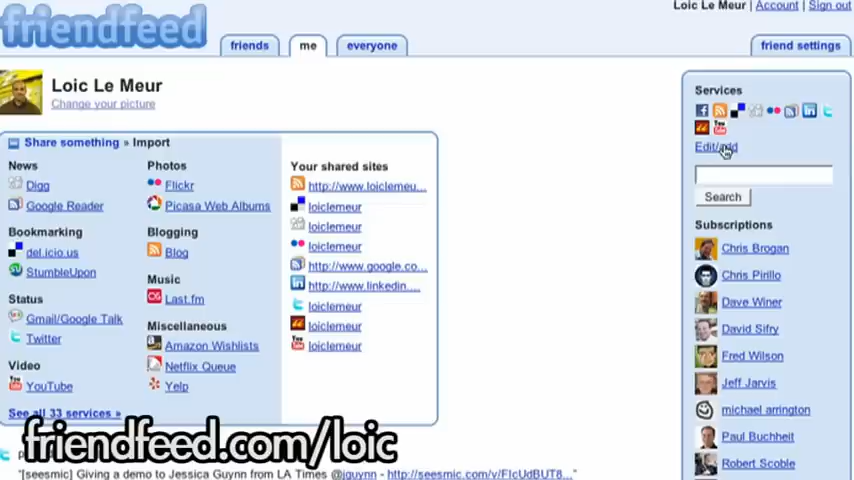 Loic Le Meur | Account | Sign out
friendfeed
friends
me
everyone
friend settings
Loic Le Meur
Change your picture
Share something » Import
News
Digg
Google Reader
Bookmarking
del.icio.us
StumbleUpon
Status
Gmail/Google Talk
Twitter
Video
YouTube
See all 33 services »
Photos
Flickr
Picasa Web Albums
Blogging
Blog
Music
Last.fm
Miscellaneous
Amazon Wishlists
Netflix Queue
Yelp
Your shared sites
http://www.loiclemeu...
loiclemeur
loiclemeur
loiclemeur
http://www.google.co...
http://www.linkedin....
loiclemeur
loiclemeur
loiclemeur
Services
Edit/add
Search
Subscriptions
Chris Brogan
Chris Pirillo
Dave Winer
David Sifry
Fred Wilson
Jeff Jarvis
michael arrington
Paul Buchheit
Robert Scoble
friendfeed.com/loic
"[seesmic] Giving a demo to Jessica Guynn from LA Times @jguynn - http://seesmic.com/v/FIcUdBUT8..."